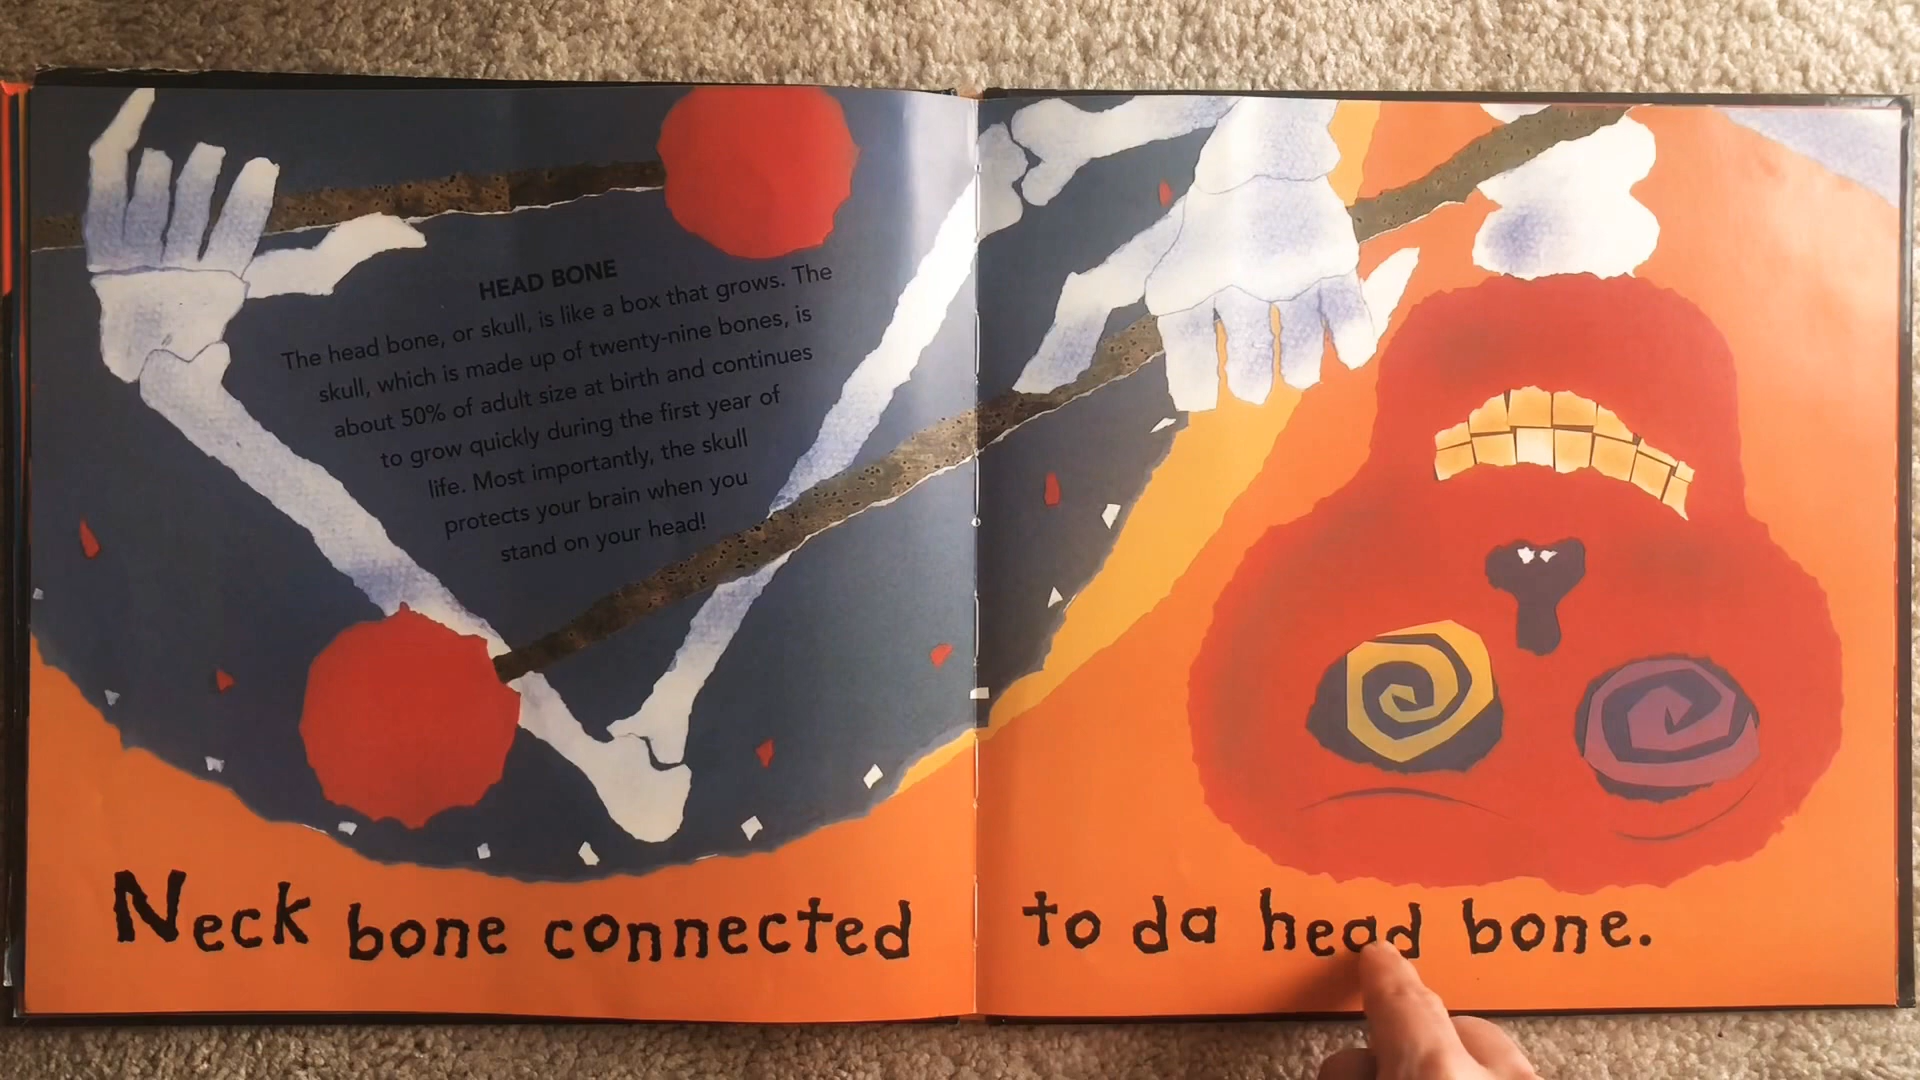 HEAD BONE
The head bone, or skull, is like a box that grows. The
skull, which is made up of twenty-nine bones, is
about 50% of adult size at birth and continues
to grow quickly during the first year of
life. Most importantly, the skull
protects your brain when you
stand on your head!
Neck bone connected
to da head bone.